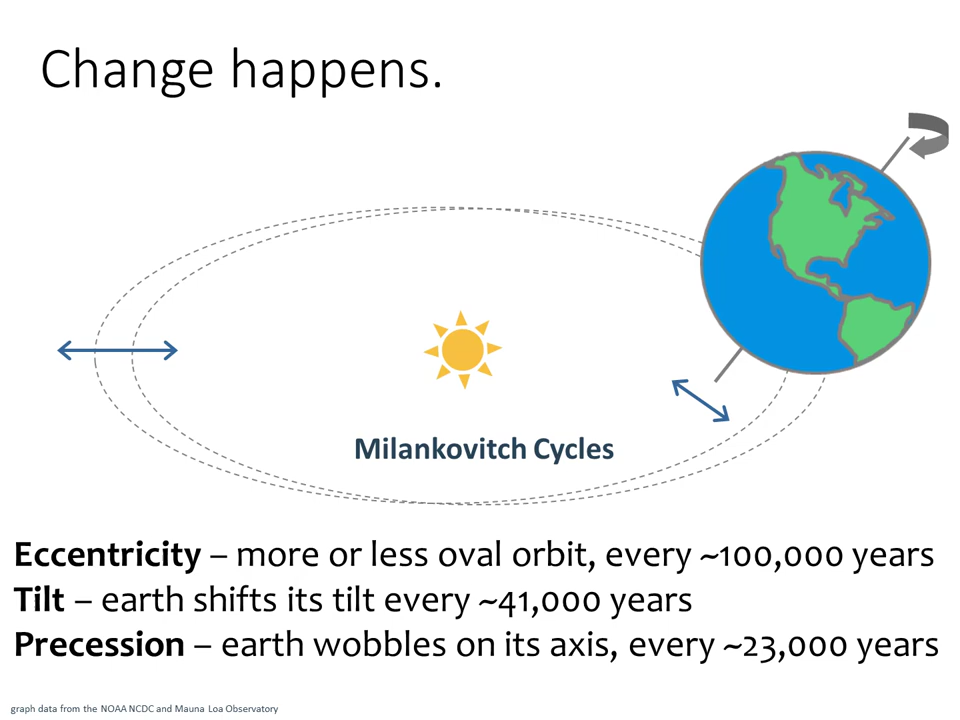 Change happens.
Milankovitch Cycles
Eccentricity – more or less oval orbit, every ~100,000 years
Tilt – earth shifts its tilt every ~41,000 years
Precession – earth wobbles on its axis, every ~23,000 years
graph data from the NOAA NCDC and Mauna Loa Observatory